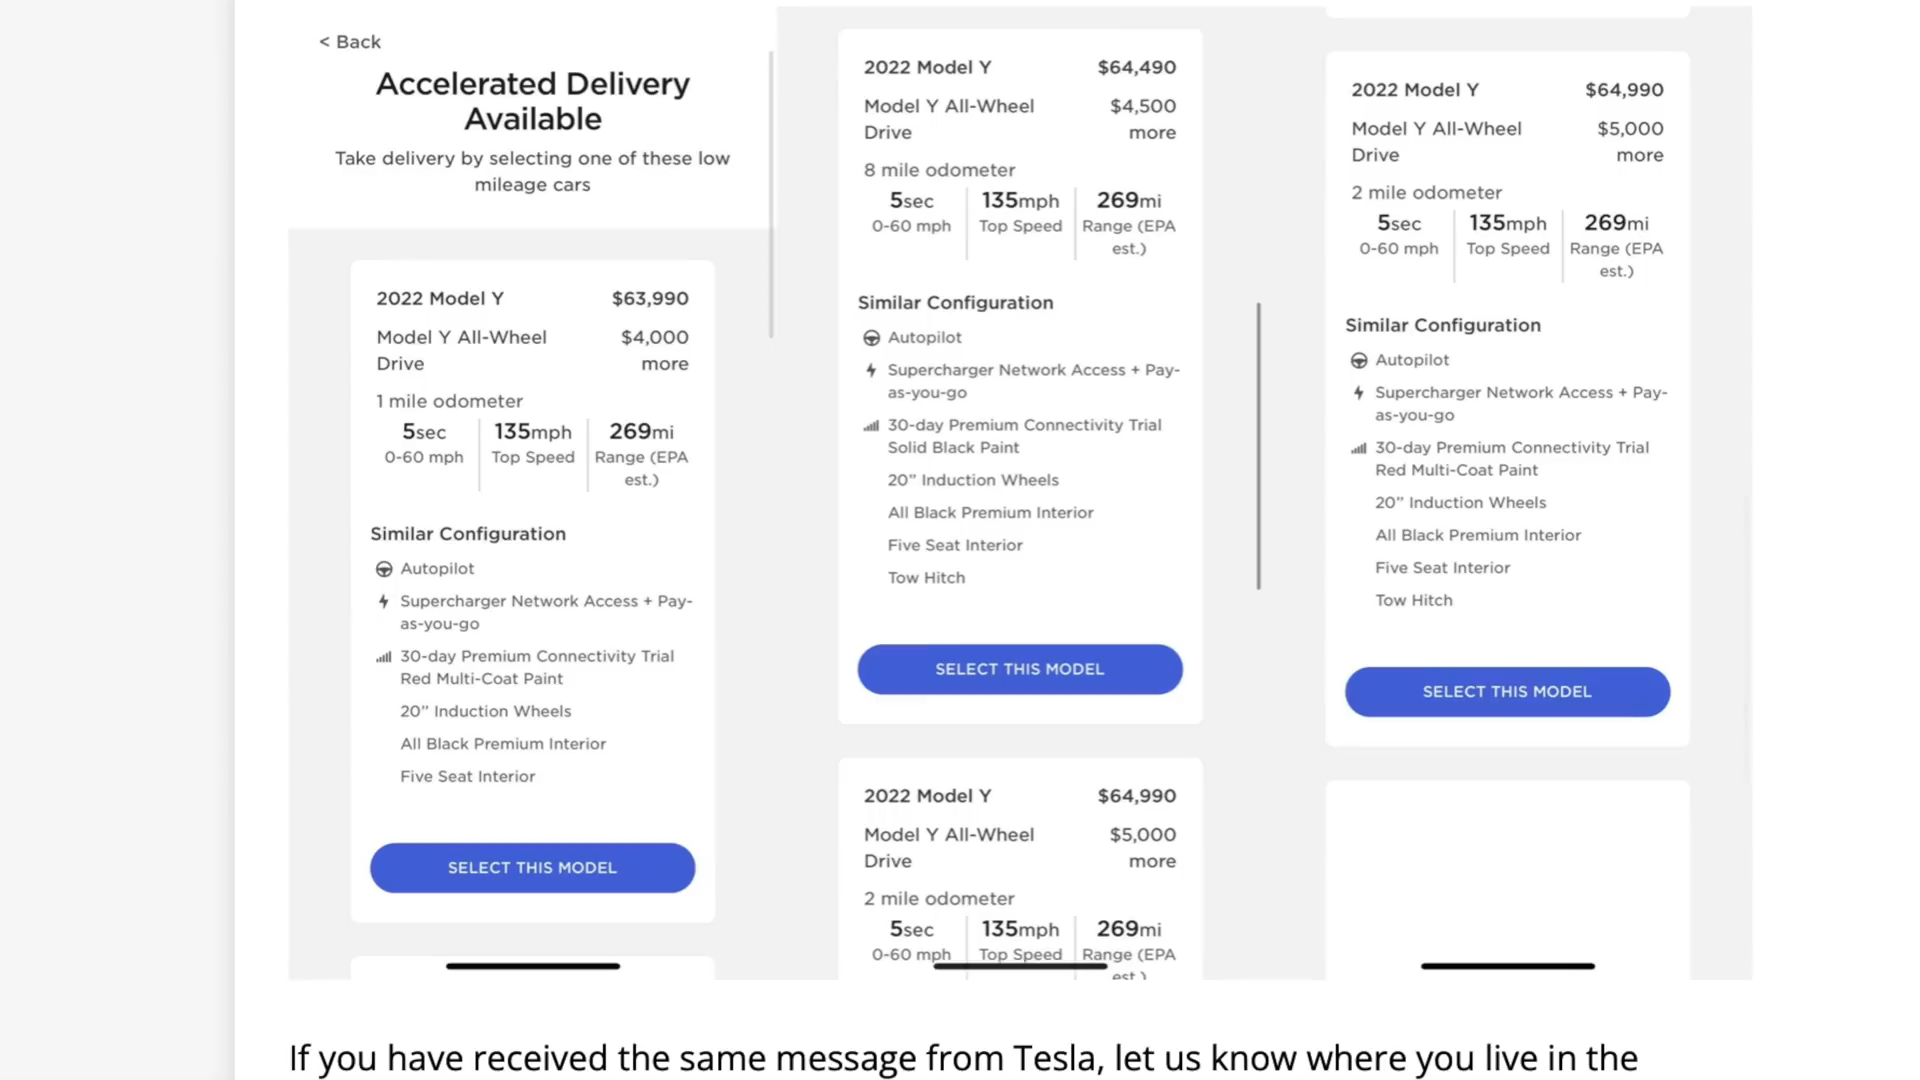 < Back
Accelerated Delivery
Available
Take delivery by selecting one of these low
mileage cars
2022 Model Y $63,990
Model Y All-Wheel $4,000
Drive more
1 mile odometer
5sec 135mph 269mi
0-60 mph Top Speed Range (EPA
est.)
Similar Configuration
Autopilot
Supercharger Network Access + Pay-
as-you-go
30-day Premium Connectivity Trial
Red Multi-Coat Paint
20” Induction Wheels
All Black Premium Interior
Five Seat Interior
SELECT THIS MODEL
2022 Model Y $64,490
Model Y All-Wheel $4,500
Drive more
8 mile odometer
5sec 135mph 269mi
0-60 mph Top Speed Range (EPA
est.)
Similar Configuration
Autopilot
Supercharger Network Access + Pay-
as-you-go
30-day Premium Connectivity Trial
Solid Black Paint
20” Induction Wheels
All Black Premium Interior
Five Seat Interior
Tow Hitch
SELECT THIS MODEL
2022 Model Y $64,990
Model Y All-Wheel $5,000
Drive more
2 mile odometer
5sec 135mph 269mi
0-60 mph Top Speed Range (EPA
est.)
2022 Model Y $64,990
Model Y All-Wheel $5,000
Drive more
2 mile odometer
5sec 135mph 269mi
0-60 mph Top Speed Range (EPA
est.)
Similar Configuration
Autopilot
Supercharger Network Access + Pay-
as-you-go
30-day Premium Connectivity Trial
Red Multi-Coat Paint
20” Induction Wheels
All Black Premium Interior
Five Seat Interior
Tow Hitch
SELECT THIS MODEL
If you have received the same message from Tesla, let us know where you live in the